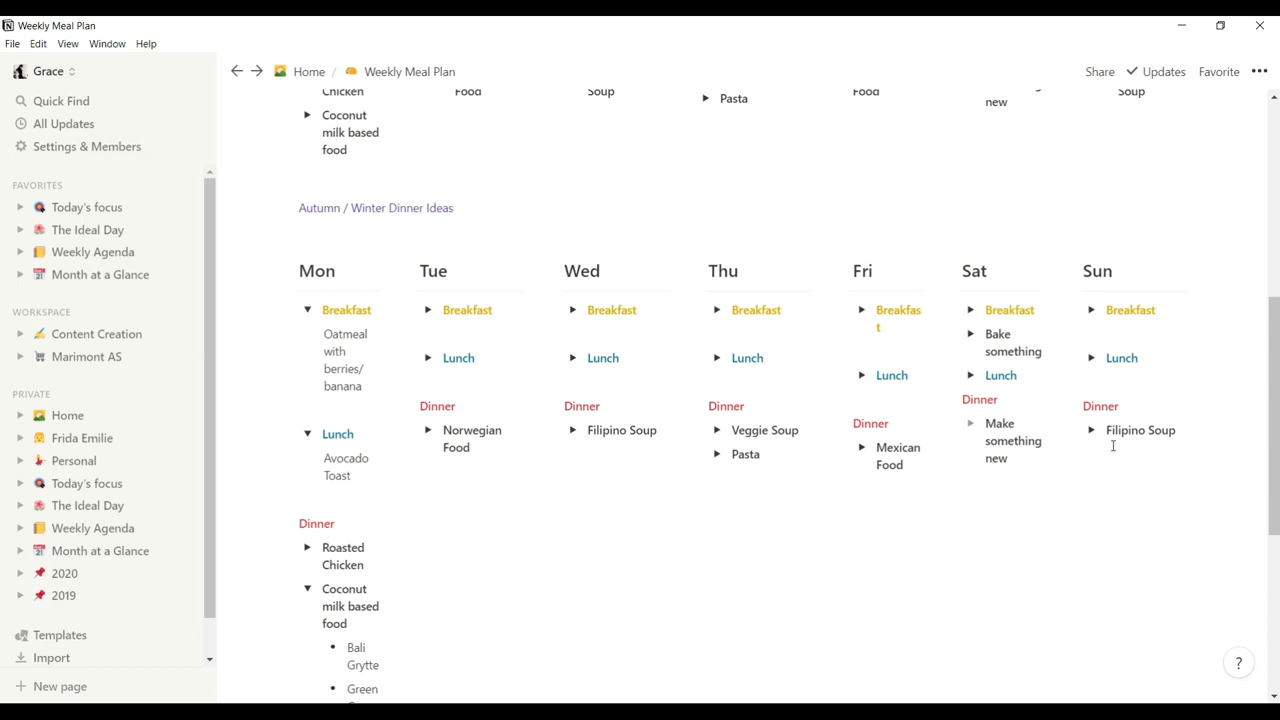 Weekly Meal Plan
File Edit View Window Help
Grace
Home / Weekly Meal Plan
Share Updates Favorite •••
Quick Find
All Updates
Settings & Members
FAVORITES
Today's focus
The Ideal Day
Weekly Agenda
Month at a Glance
WORKSPACE
Content Creation
Marimont AS
PRIVATE
Home
Frida Emilie
Personal
Today's focus
The Ideal Day
Weekly Agenda
Month at a Glance
2020
2019
Templates
Import
+ New page
Chicken
Coconut
milk based
food
Food
Soup
Pasta
Food
new
Soup
Autumn / Winter Dinner Ideas
Mon
Breakfast
Oatmeal
with
berries/
banana
Lunch
Avocado
Toast
Dinner
Roasted
Chicken
Coconut
milk based
food
• Bali
Grytte
• Green
Tue
Breakfast
Lunch
Dinner
Norwegian
Food
Wed
Breakfast
Lunch
Dinner
Filipino Soup
Thu
Breakfast
Lunch
Dinner
Veggie Soup
Pasta
Fri
Breakfas
t
Lunch
Dinner
Mexican
Food
Sat
Breakfast
Bake
something
Lunch
Dinner
Make
something
new
Sun
Breakfast
Lunch
Dinner
Filipino Soup
?